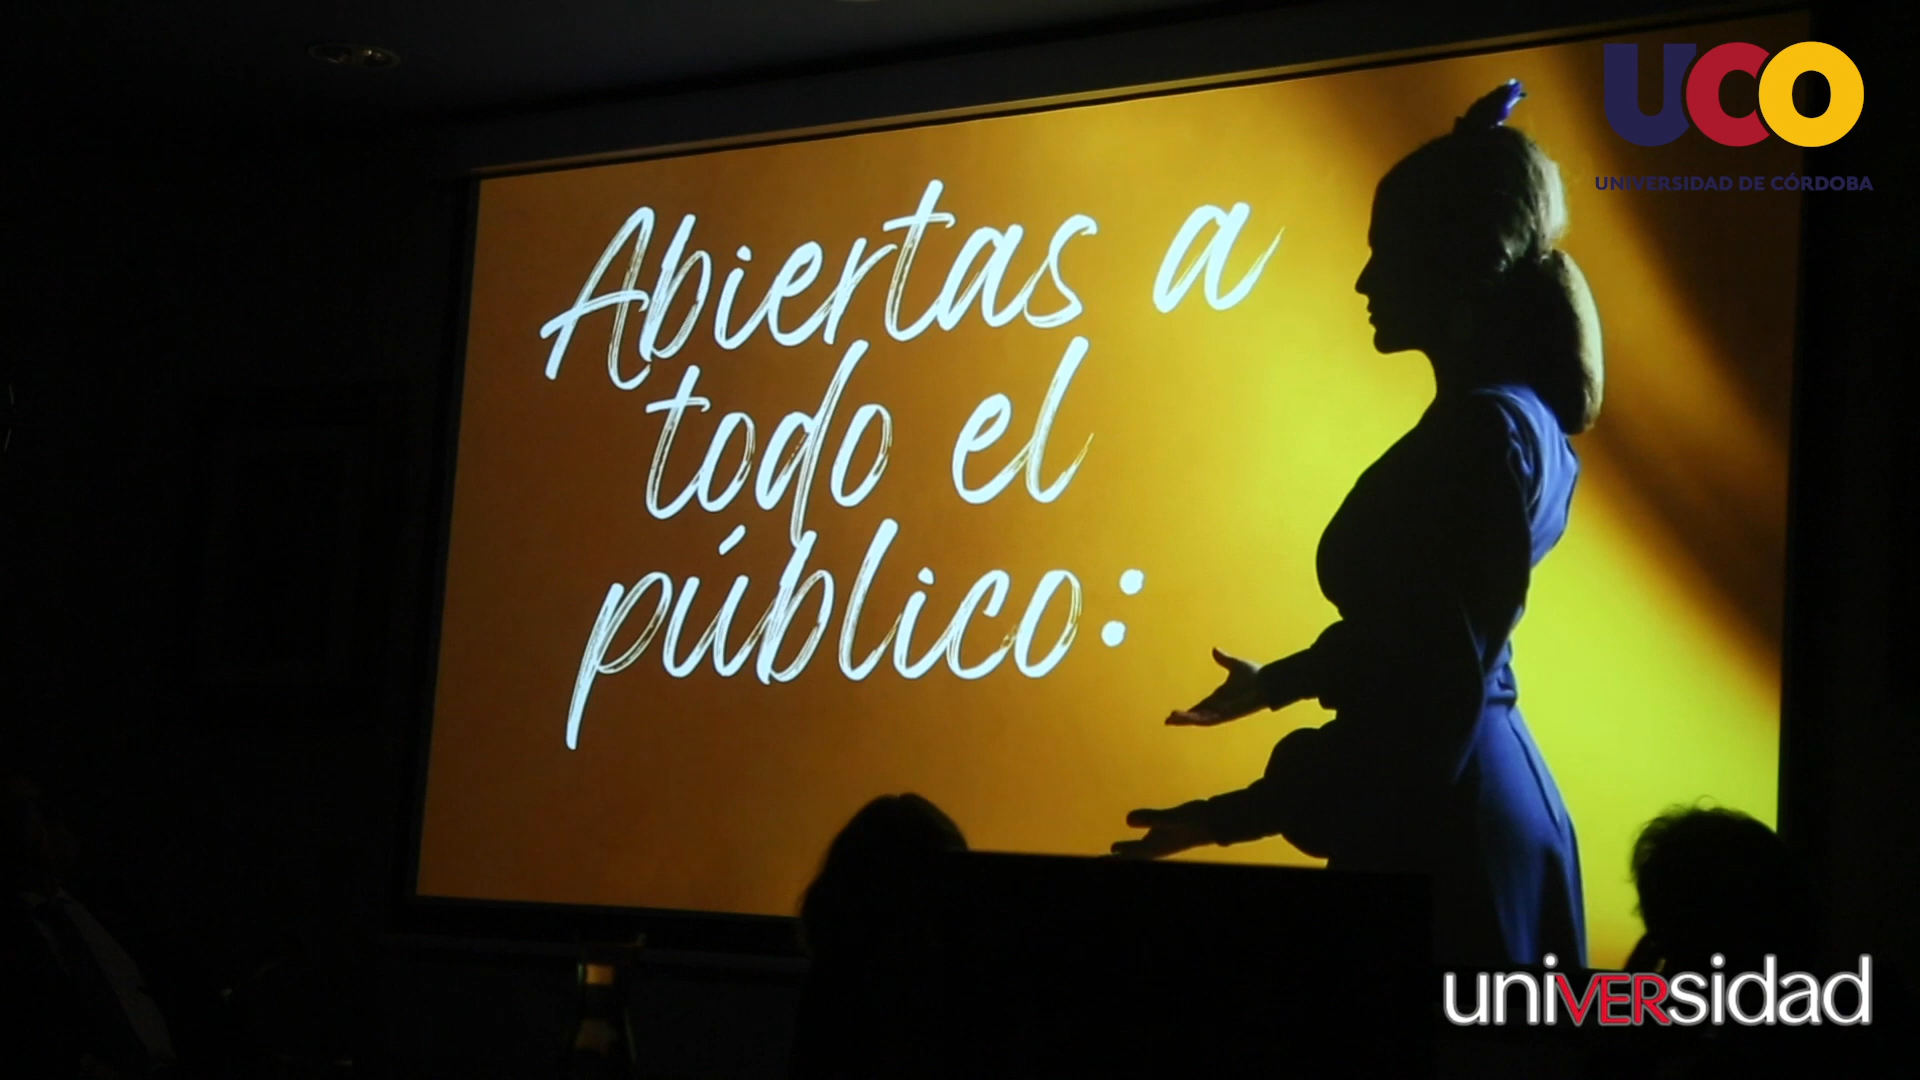 UCO
UNIVERSIDAD DE CÓRDOBA
Abiertas a
todo el
público:
uniVERsidad